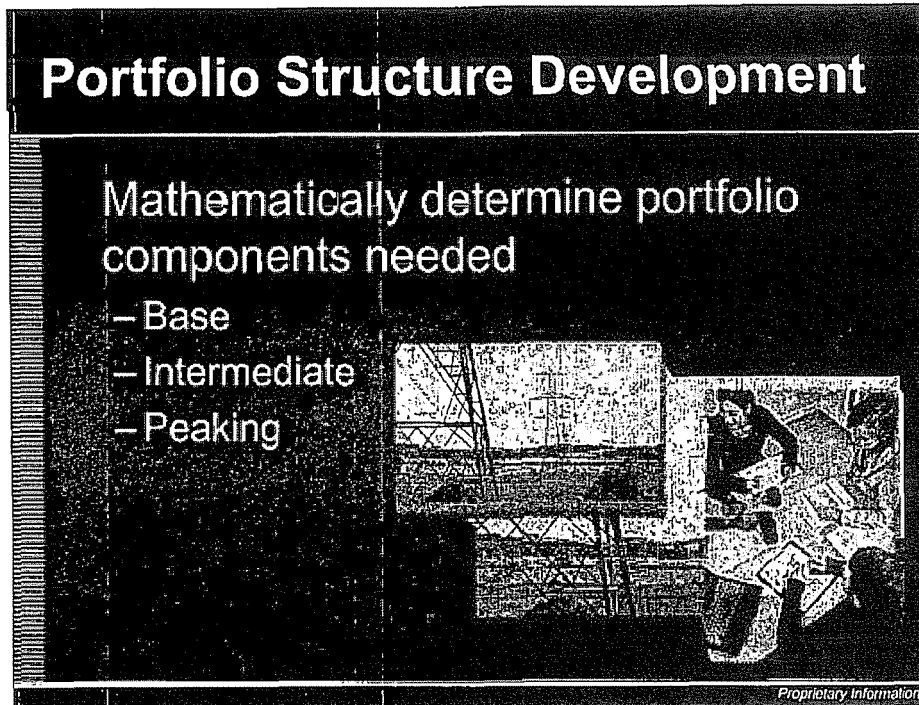 Portfolio Structure Development
Mathematically determine portfolio
components needed
– Base
– Intermediate
– Peaking
Proprietary Information